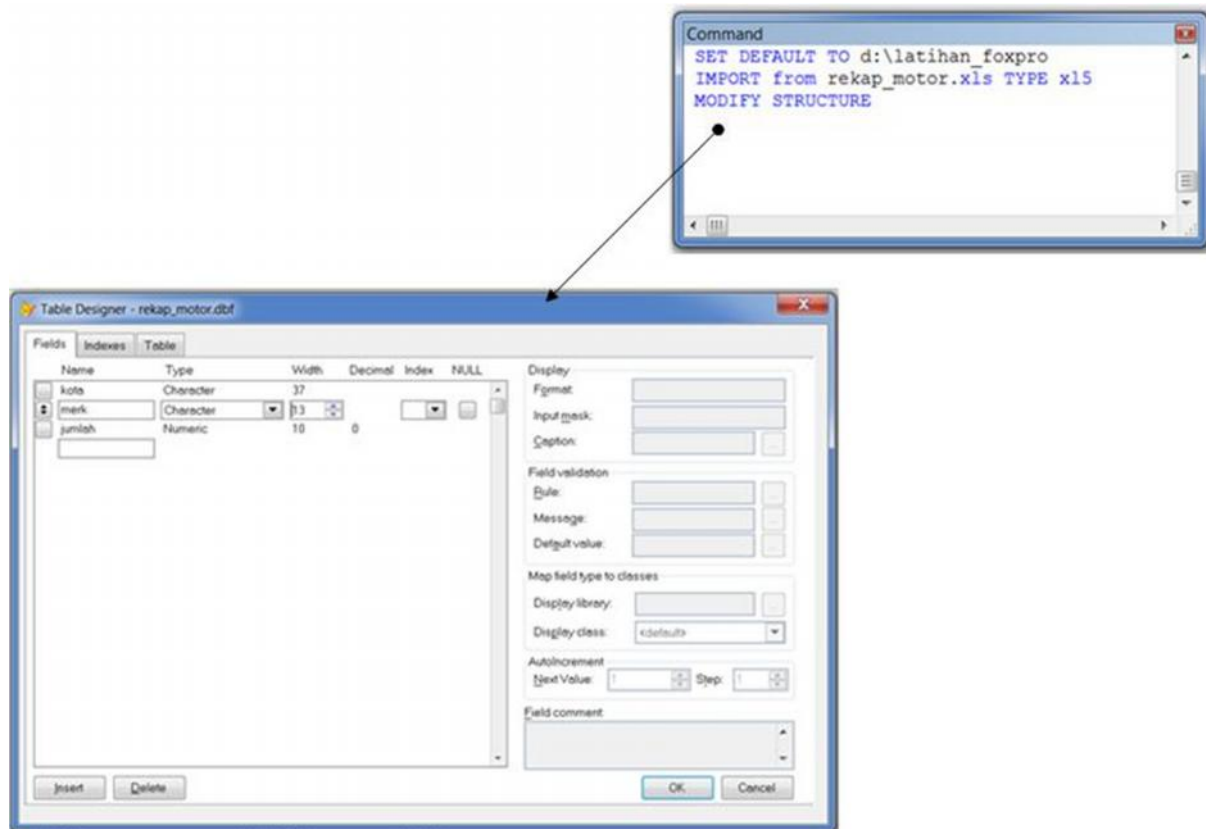 Command
SET DEFAULT TO d:\latihan_foxpro
IMPORT from rekap_motor.xls TYPE xl5
MODIFY STRUCTURE
Table Designer - rekap_motor.dbf
Fields Indexes Table
Name Type Width Decimal Index NULL
kota Character 37
merk Character 13
jumlah Numeric 10 0
Display
Format:
Input mask:
Caption:
Field validation
Rule:
Message:
Default value:
Map field type to classes
Display library:
Display class: <default>
AutoIncrement
Next Value: 1 Step: 1
Field comment
Insert Delete OK Cancel